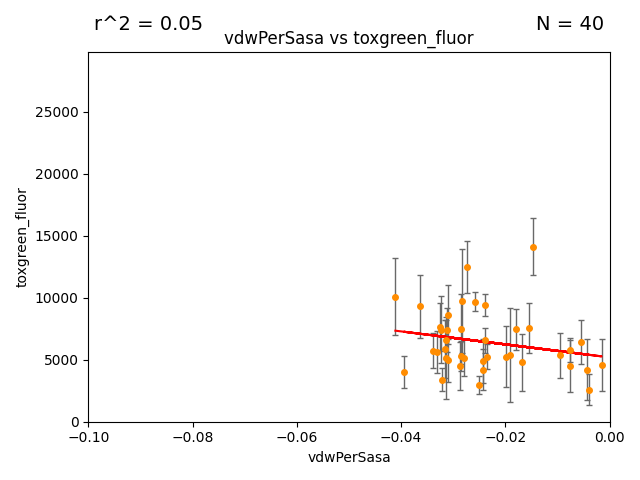 r^2 = 0.05
N = 40
vdwPerSasa vs toxgreen_fluor
25000
20000
15000
10000
5000
0
toxgreen_fluor
−0.10
−0.08
−0.06
−0.04
−0.02
0.00
vdwPerSasa